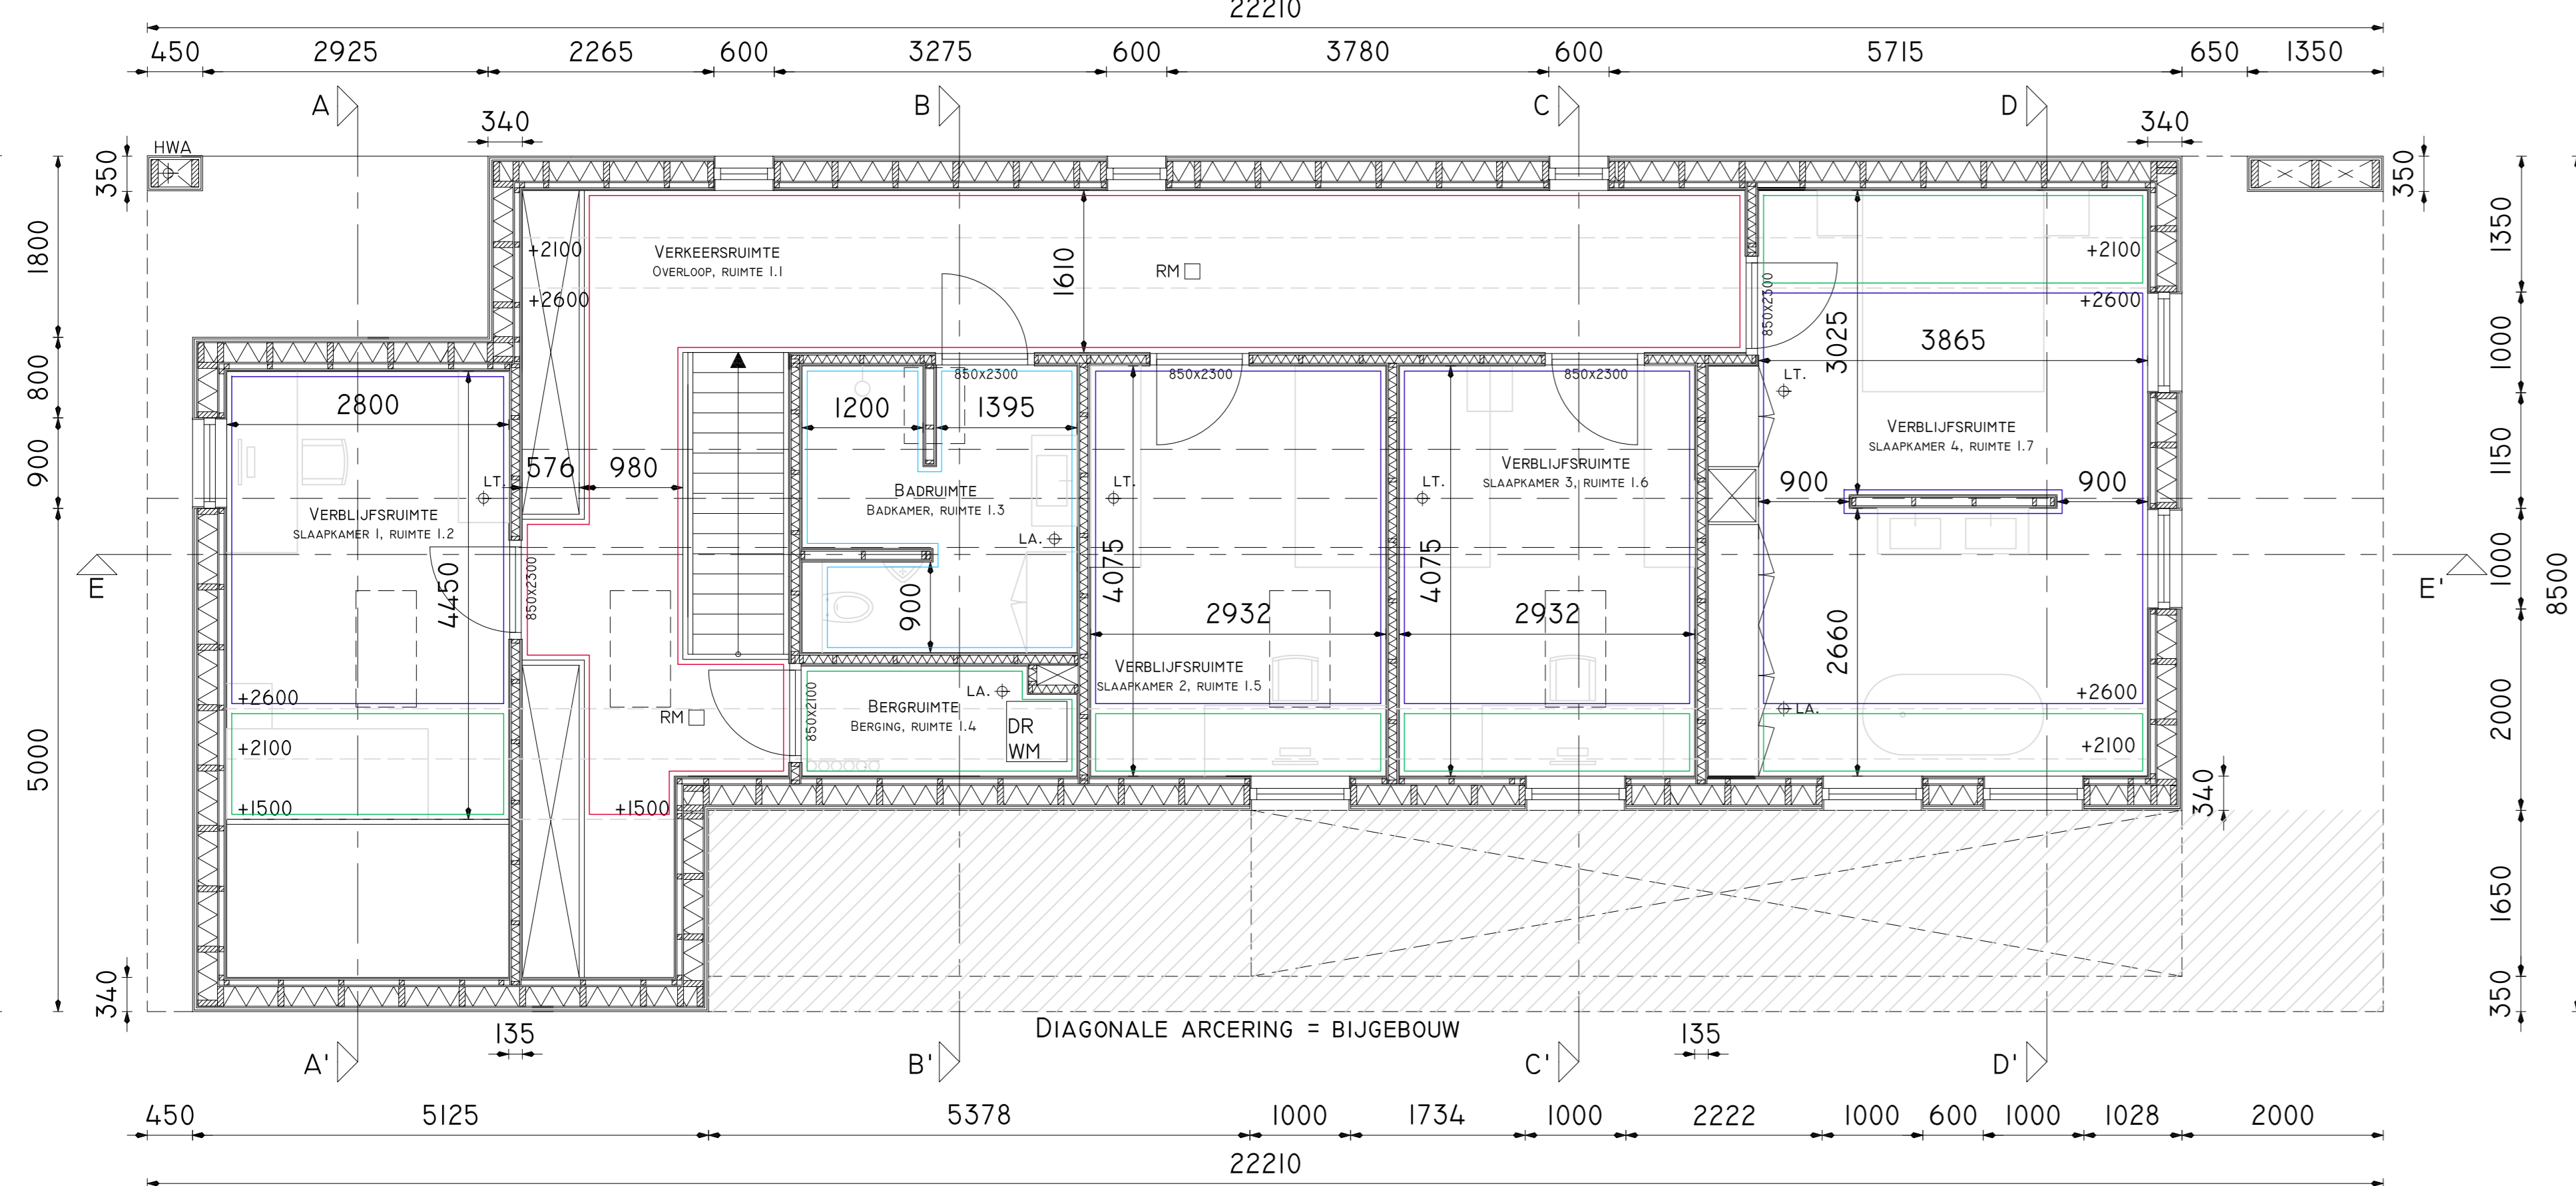 22210
450 2925 2265 600 3275 600 3780 600 5715 650 1350
A B C D
340 340
HWA
350 350
1800 800 900 5000 340
1350 1000 1150 1000 2000 1650 350
8500
340
+2100
+2600
VERKEERSRUIMTE
OVERLOOP, RUIMTE 1.1
1610
RM
850x2300
+2100
+2600
3025
3865
LT.
VERBLIJFSRUIMTE
SLAAPKAMER 4, RUIMTE 1.7
900 900
2660
+2600
LA.
+2100
2800
LT.
VERBLIJFSRUIMTE
SLAAPKAMER 1, RUIMTE 1.2
4450
850x2300
+2600
+2100
+1500
576 980
RM
+1500
850x2300
1200 1395
BADRUIMTE
BADKAMER, RUIMTE 1.3
LA.
900
LA.
BERGRUIMTE
BERGING, RUIMTE 1.4
850x2100
DR
WM
850x2300
LT.
4075
2932
VERBLIJFSRUIMTE
SLAAPKAMER 2, RUIMTE 1.5
850x2300
VERBLIJFSRUIMTE
SLAAPKAMER 3, RUIMTE 1.6
LT.
4075
2932
E E'
DIAGONALE ARCERING = BIJGEBOUW
135 135
A' B' C' D'
450 5125 5378 1000 1734 1000 2222 1000 600 1000 1028 2000
22210